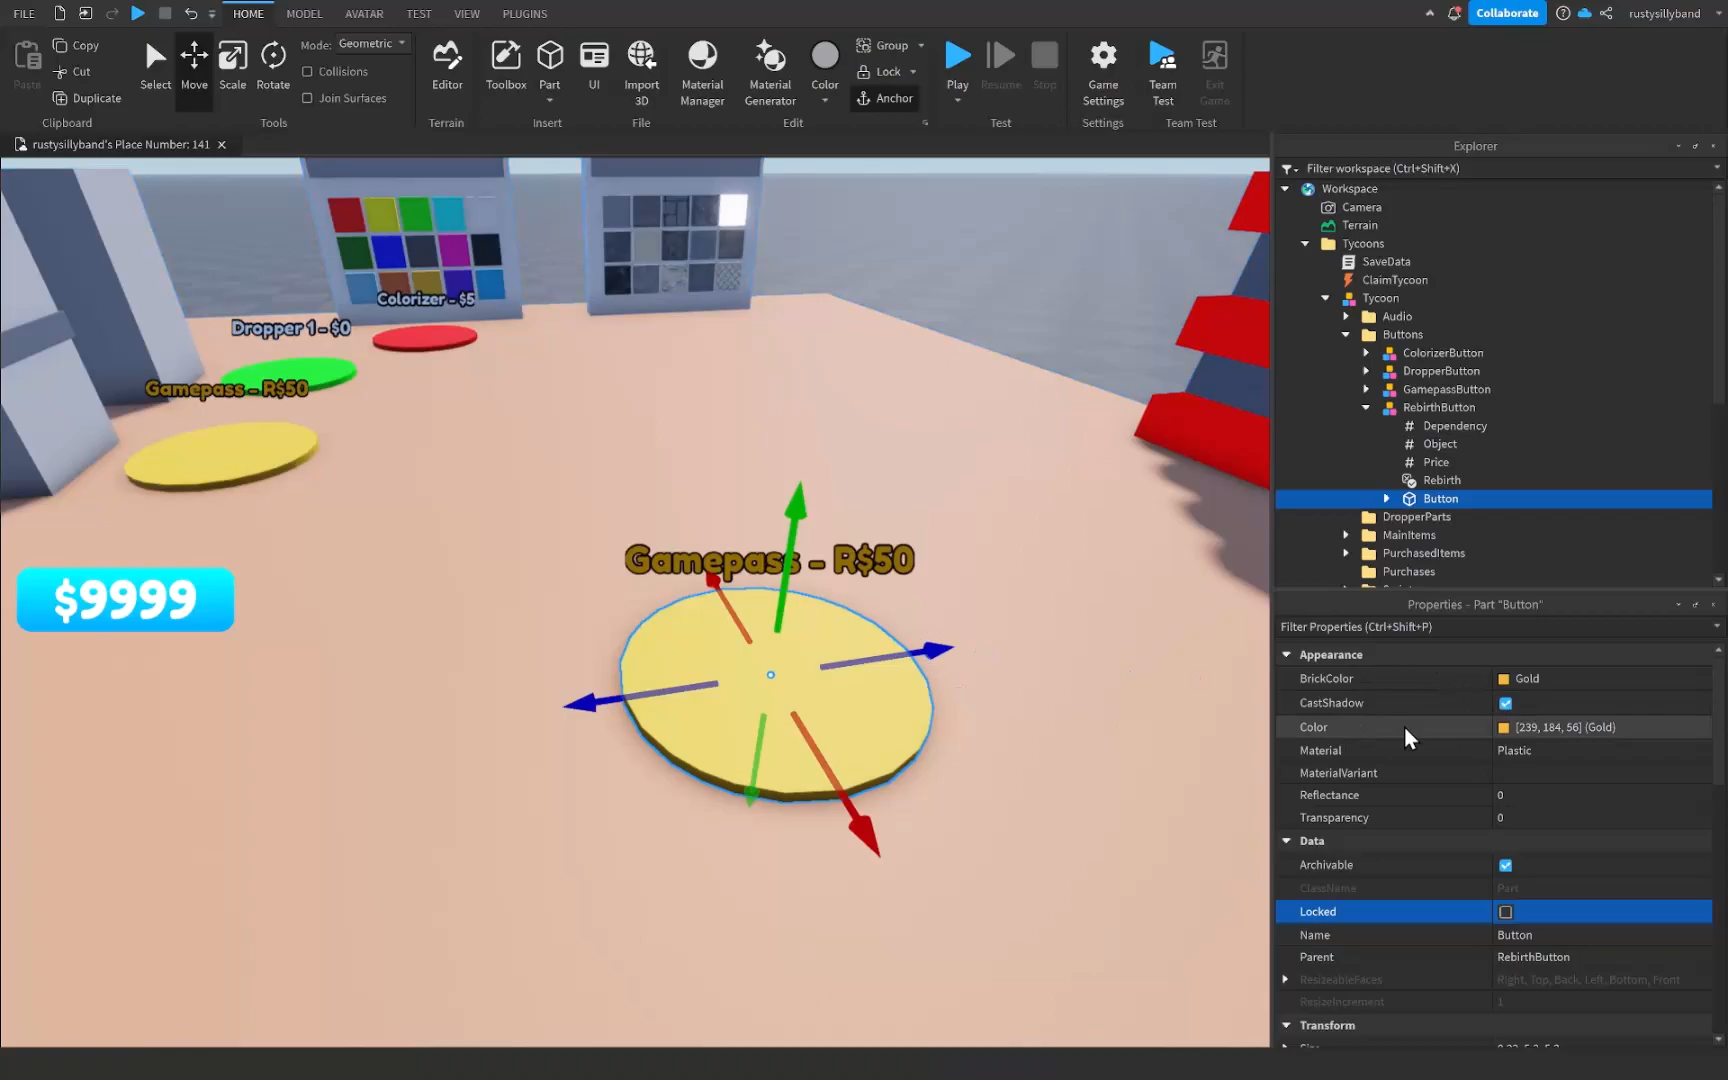 FILE HOME MODEL AVATAR TEST VIEW PLUGINS Collaborate rustysillyband
Paste Copy Cut Duplicate Clipboard
Select Move Scale Rotate Mode: Geometric Collisions Join Surfaces Tools
Editor Terrain
Toolbox Part UI Insert
Import 3D File
Material Manager Material Generator Color Group Lock Anchor Edit
Play Resume Stop Test
Game Settings Settings
Team Test Exit Game Team Test
rustysillyband's Place Number: 141
Colorizer - $5
Dropper 1 - $0
Gamepass - R$50
Gamepass - R$50
$9999
Explorer
Filter workspace (Ctrl+Shift+X)
Workspace
Camera
Terrain
Tycoons
SaveData
ClaimTycoon
Tycoon
Audio
Buttons
ColorizerButton
DropperButton
GamepassButton
RebirthButton
# Dependency
# Object
# Price
Rebirth
Button
DropperParts
MainItems
PurchasedItems
Purchases
Properties - Part "Button"
Filter Properties (Ctrl+Shift+P)
Appearance
BrickColor Gold
CastShadow
Color [239, 184, 56] (Gold)
Material Plastic
MaterialVariant
Reflectance 0
Transparency 0
Data
Archivable
ClassName Part
Locked
Name Button
Parent RebirthButton
ResizeableFaces Right, Top, Back, Left, Bottom, Front
ResizeIncrement 1
Transform